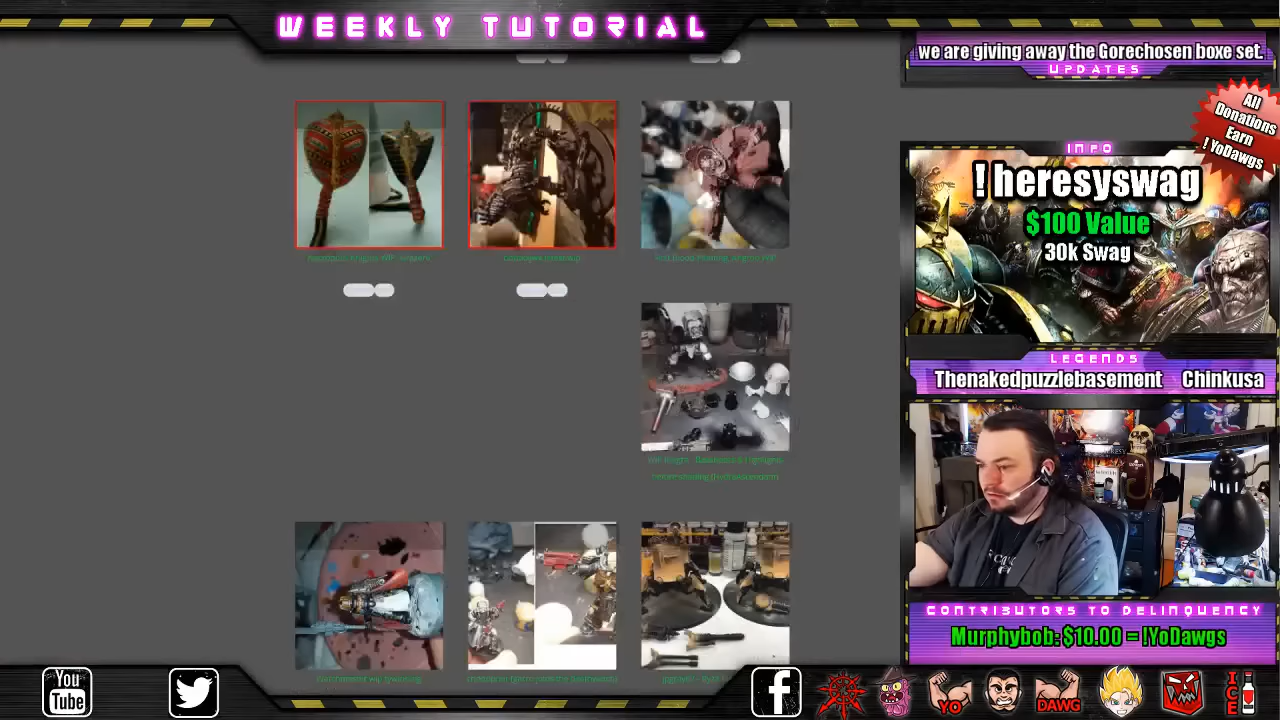 WEEKLY TUTORIAL
we are giving away the Gorechosen boxe set.
UPDATES
All
Donations
Earn
! YoDawgs
INFO
! heresyswag
$100 Value
30k Swag
LEGENDS
Thenakedpuzzlebasement Chinkusa
CONTRIBUTORS TO DELINQUENCY
Murphybob: $10.00 = !YoDawgs
You
Tube
YO
DAWG
ICE